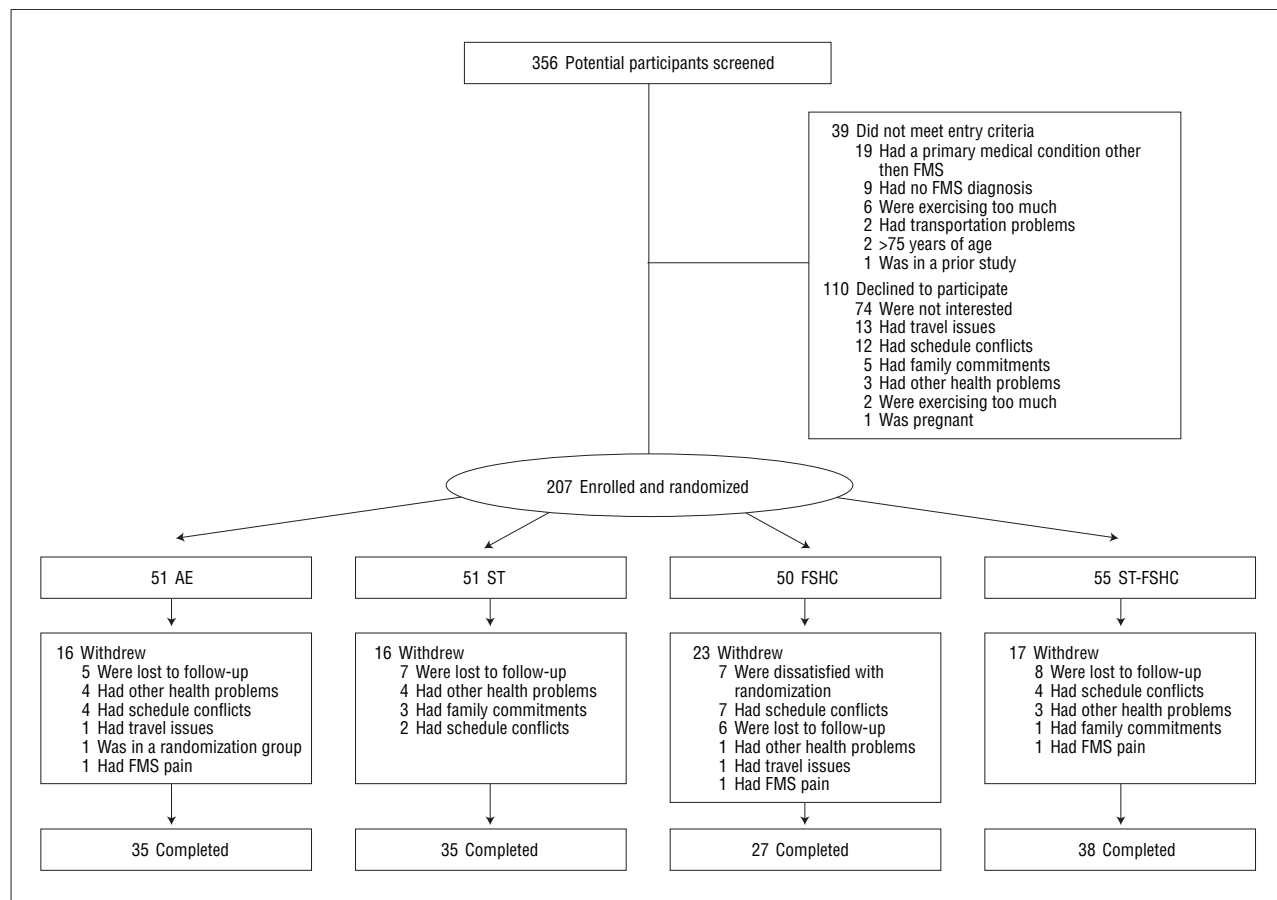 356 Potential participants screened
39 Did not meet entry criteria
19 Had a primary medical condition other
then FMS
9 Had no FMS diagnosis
6 Were exercising too much
2 Had transportation problems
2 >75 years of age
1 Was in a prior study
110 Declined to participate
74 Were not interested
13 Had travel issues
12 Had schedule conflicts
5 Had family commitments
3 Had other health problems
2 Were exercising too much
1 Was pregnant
207 Enrolled and randomized
51 AE
51 ST
50 FSHC
55 ST-FSHC
16 Withdrew
5 Were lost to follow-up
4 Had other health problems
4 Had schedule conflicts
1 Had travel issues
1 Was in a randomization group
1 Had FMS pain
16 Withdrew
7 Were lost to follow-up
4 Had other health problems
3 Had family commitments
2 Had schedule conflicts
23 Withdrew
7 Were dissatisfied with
randomization
7 Had schedule conflicts
6 Were lost to follow-up
1 Had other health problems
1 Had travel issues
1 Had FMS pain
17 Withdrew
8 Were lost to follow-up
4 Had schedule conflicts
3 Had other health problems
1 Had family commitments
1 Had FMS pain
35 Completed
35 Completed
27 Completed
38 Completed